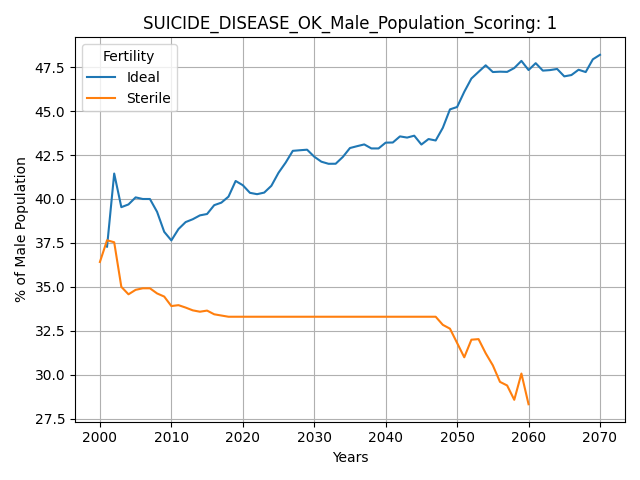 SUICIDE_DISEASE_OK_Male_Population_Scoring: 1
Fertility
Ideal
Sterile
% of Male Population
47.5
45.0
42.5
40.0
37.5
35.0
32.5
30.0
27.5
2000 2010 2020 2030 2040 2050 2060 2070
Years